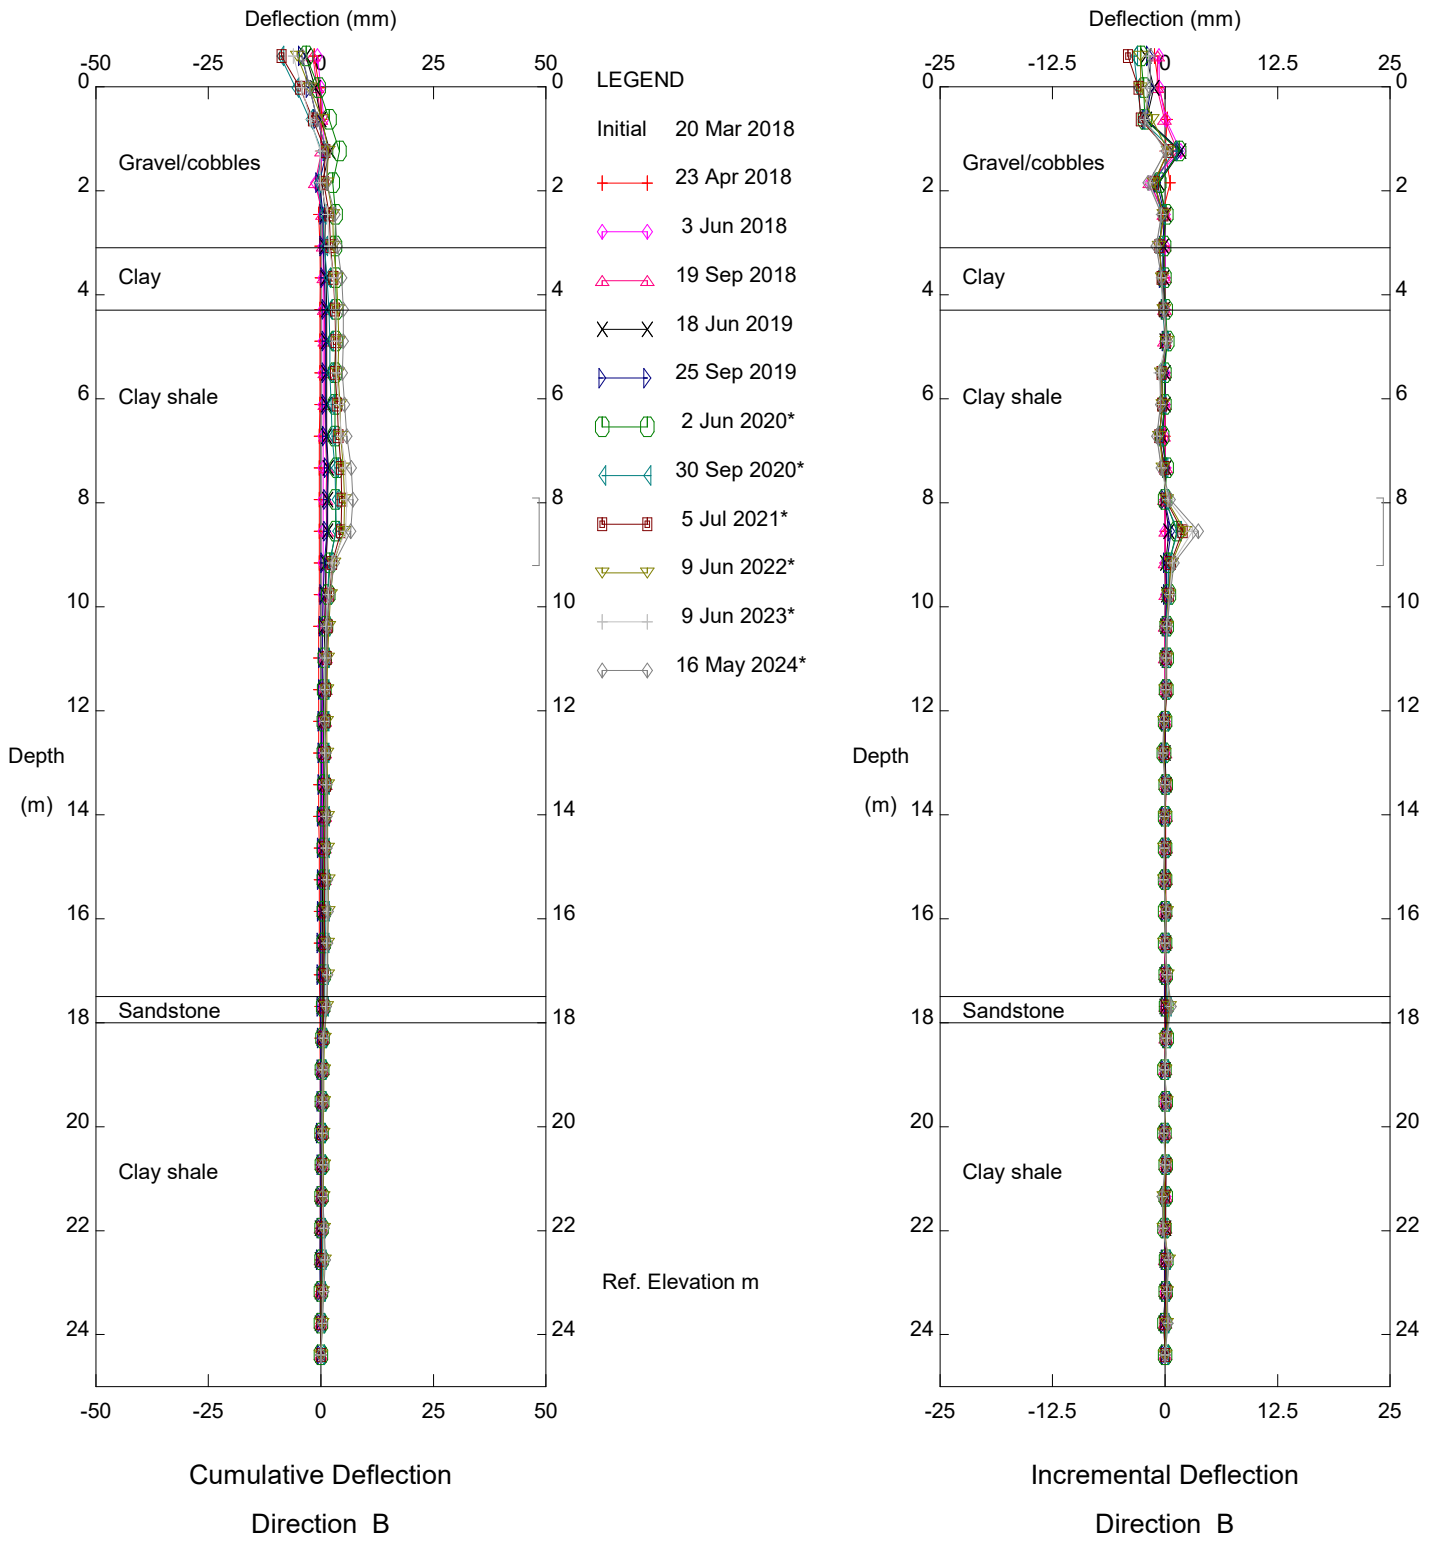 Deflection (mm)
-50 -25 0 25 50
0 0
Gravel/cobbles
2 2
Clay
4 4
Clay shale
6 6
8 8
10 10
12 12
Depth
(m)
14 14
16 16
Sandstone
18 18
20 20
Clay shale
22 22
24 24
-50 -25 0 25 50
Cumulative Deflection
Direction B
LEGEND
Initial 20 Mar 2018
23 Apr 2018
3 Jun 2018
19 Sep 2018
18 Jun 2019
25 Sep 2019
2 Jun 2020*
30 Sep 2020*
5 Jul 2021*
9 Jun 2022*
9 Jun 2023*
16 May 2024*
Ref. Elevation m
Deflection (mm)
-25 -12.5 0 12.5 25
0 0
Gravel/cobbles
2 2
Clay
4 4
Clay shale
6 6
8 8
10 10
12 12
Depth
(m)
14 14
16 16
Sandstone
18 18
20 20
Clay shale
22 22
24 24
-25 -12.5 0 12.5 25
Incremental Deflection
Direction B